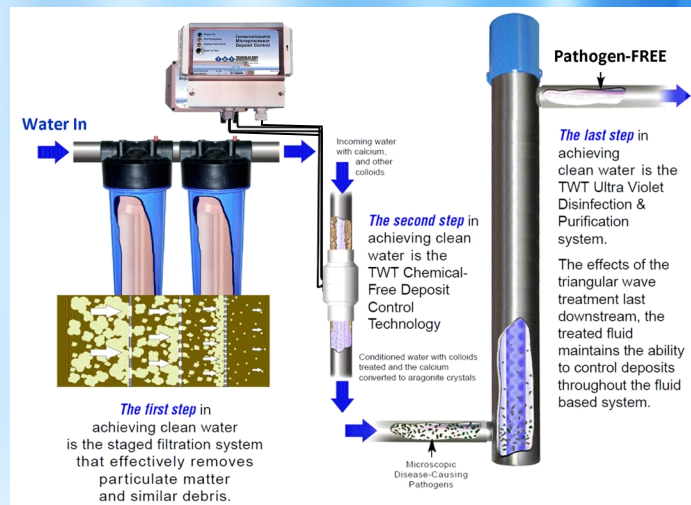 Commercial/Industrial
Microprocessor
Deposit Control
Water In
Pathogen-FREE
Incoming water
with calcium,
and other
colloids
The second step in
achieving clean
water is the
TWT Chemical-
Free Deposit
Control
Technology
Conditioned water with colloids
treated and the calcium
converted to aragonite crystals
The first step in
achieving clean water
is the staged filtration system
that effectively removes
particulate matter
and similar debris.
Microscopic
Disease-Causing
Pathogens
The last step in
achieving
clean water is the
TWT Ultra Violet
Disinfection &
Purification
system.
The effects of the
triangular wave
treatment last
downstream, the
treated fluid
maintains the ability
to control deposits
throughout the fluid
based system.